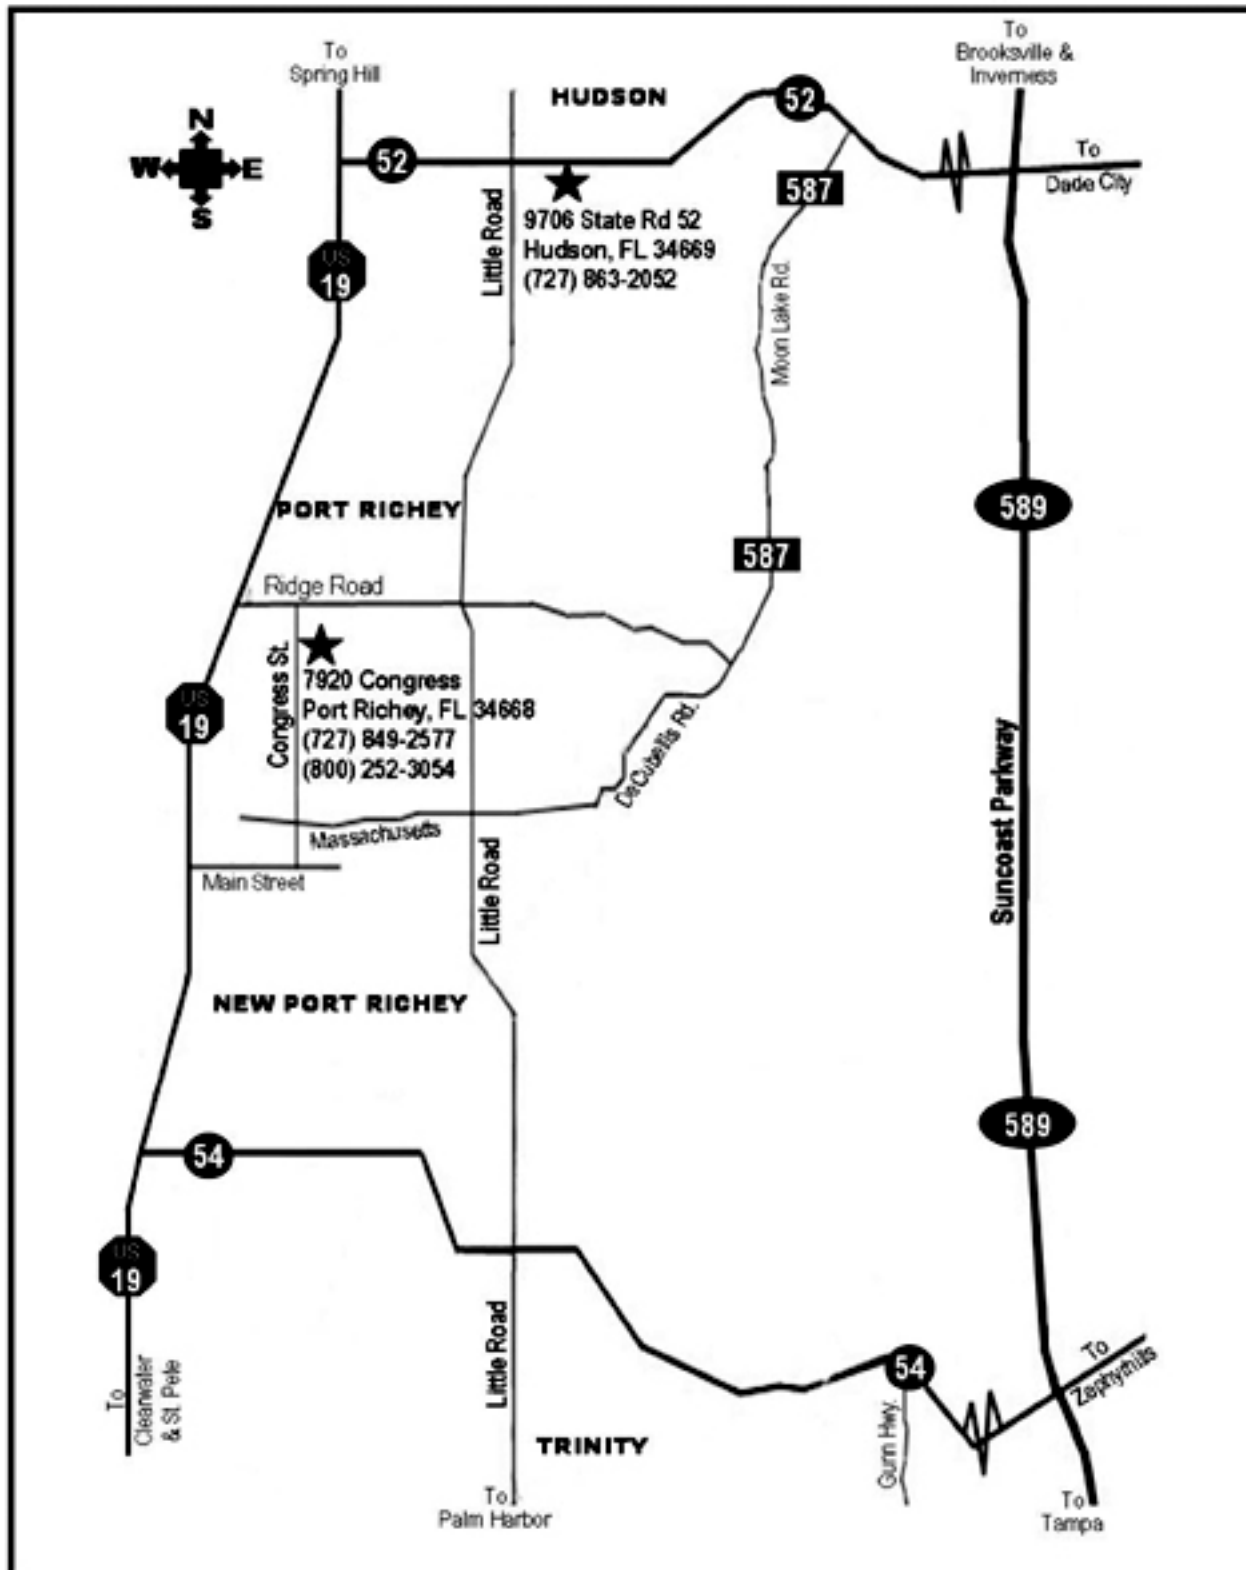 To
Spring Hill
HUDSON
52
To
Brooksville &
Inverness
N
W E
S
52
To
Dade City
587
9706 State Rd 52
Hudson, FL 34669
(727) 863-2052
Little Road
US
19
Moon Lake Rd.
PORT RICHEY
589
587
Ridge Road
Congress St.
7920 Congress
Port Richey, FL 34668
(727) 849-2577
(800) 252-3054
US
19
DeCubellis Rd.
Massachusetts
Main Street
Little Road
Suncoast Parkway
NEW PORT RICHEY
589
54
US
19
Little Road
To
Clearwater
& St. Pete
54
To
Zephyrhills
Gunn Hwy.
TRINITY
To
Palm Harbor
To
Tampa